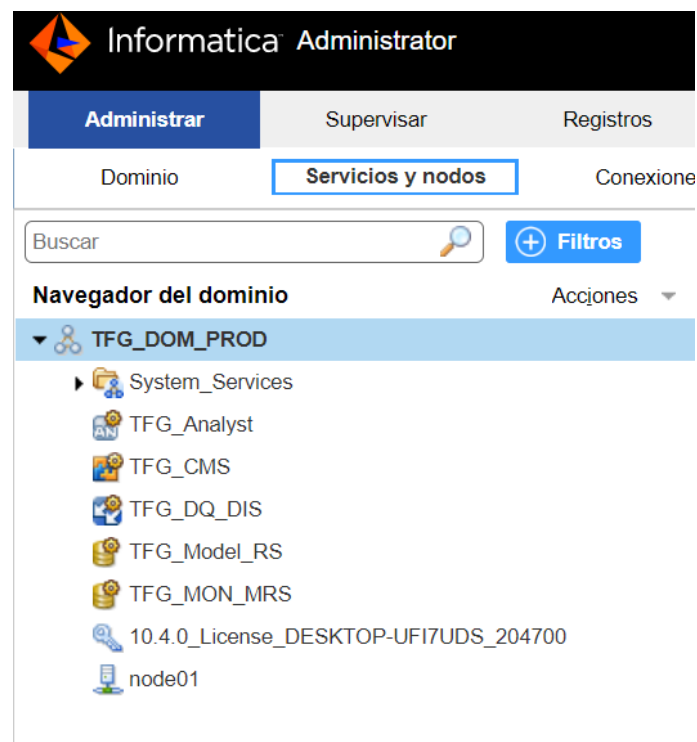 Informatica Administrator
Administrar Supervisar Registros
Dominio Servicios y nodos Conexione
Buscar Filtros
Navegador del dominio Acciones
TFG_DOM_PROD
System_Services
TFG_Analyst
TFG_CMS
TFG_DQ_DIS
TFG_Model_RS
TFG_MON_MRS
10.4.0_License_DESKTOP-UFI7UDS_204700
node01